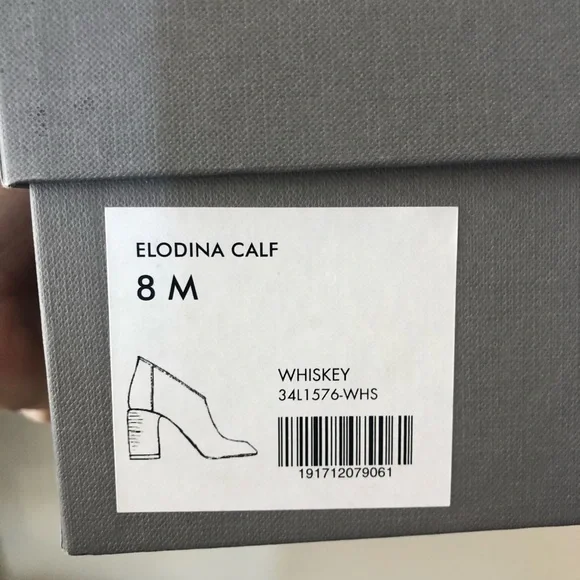 ELODINA CALF
8 M
WHISKEY
34L1576-WHS
191712079061